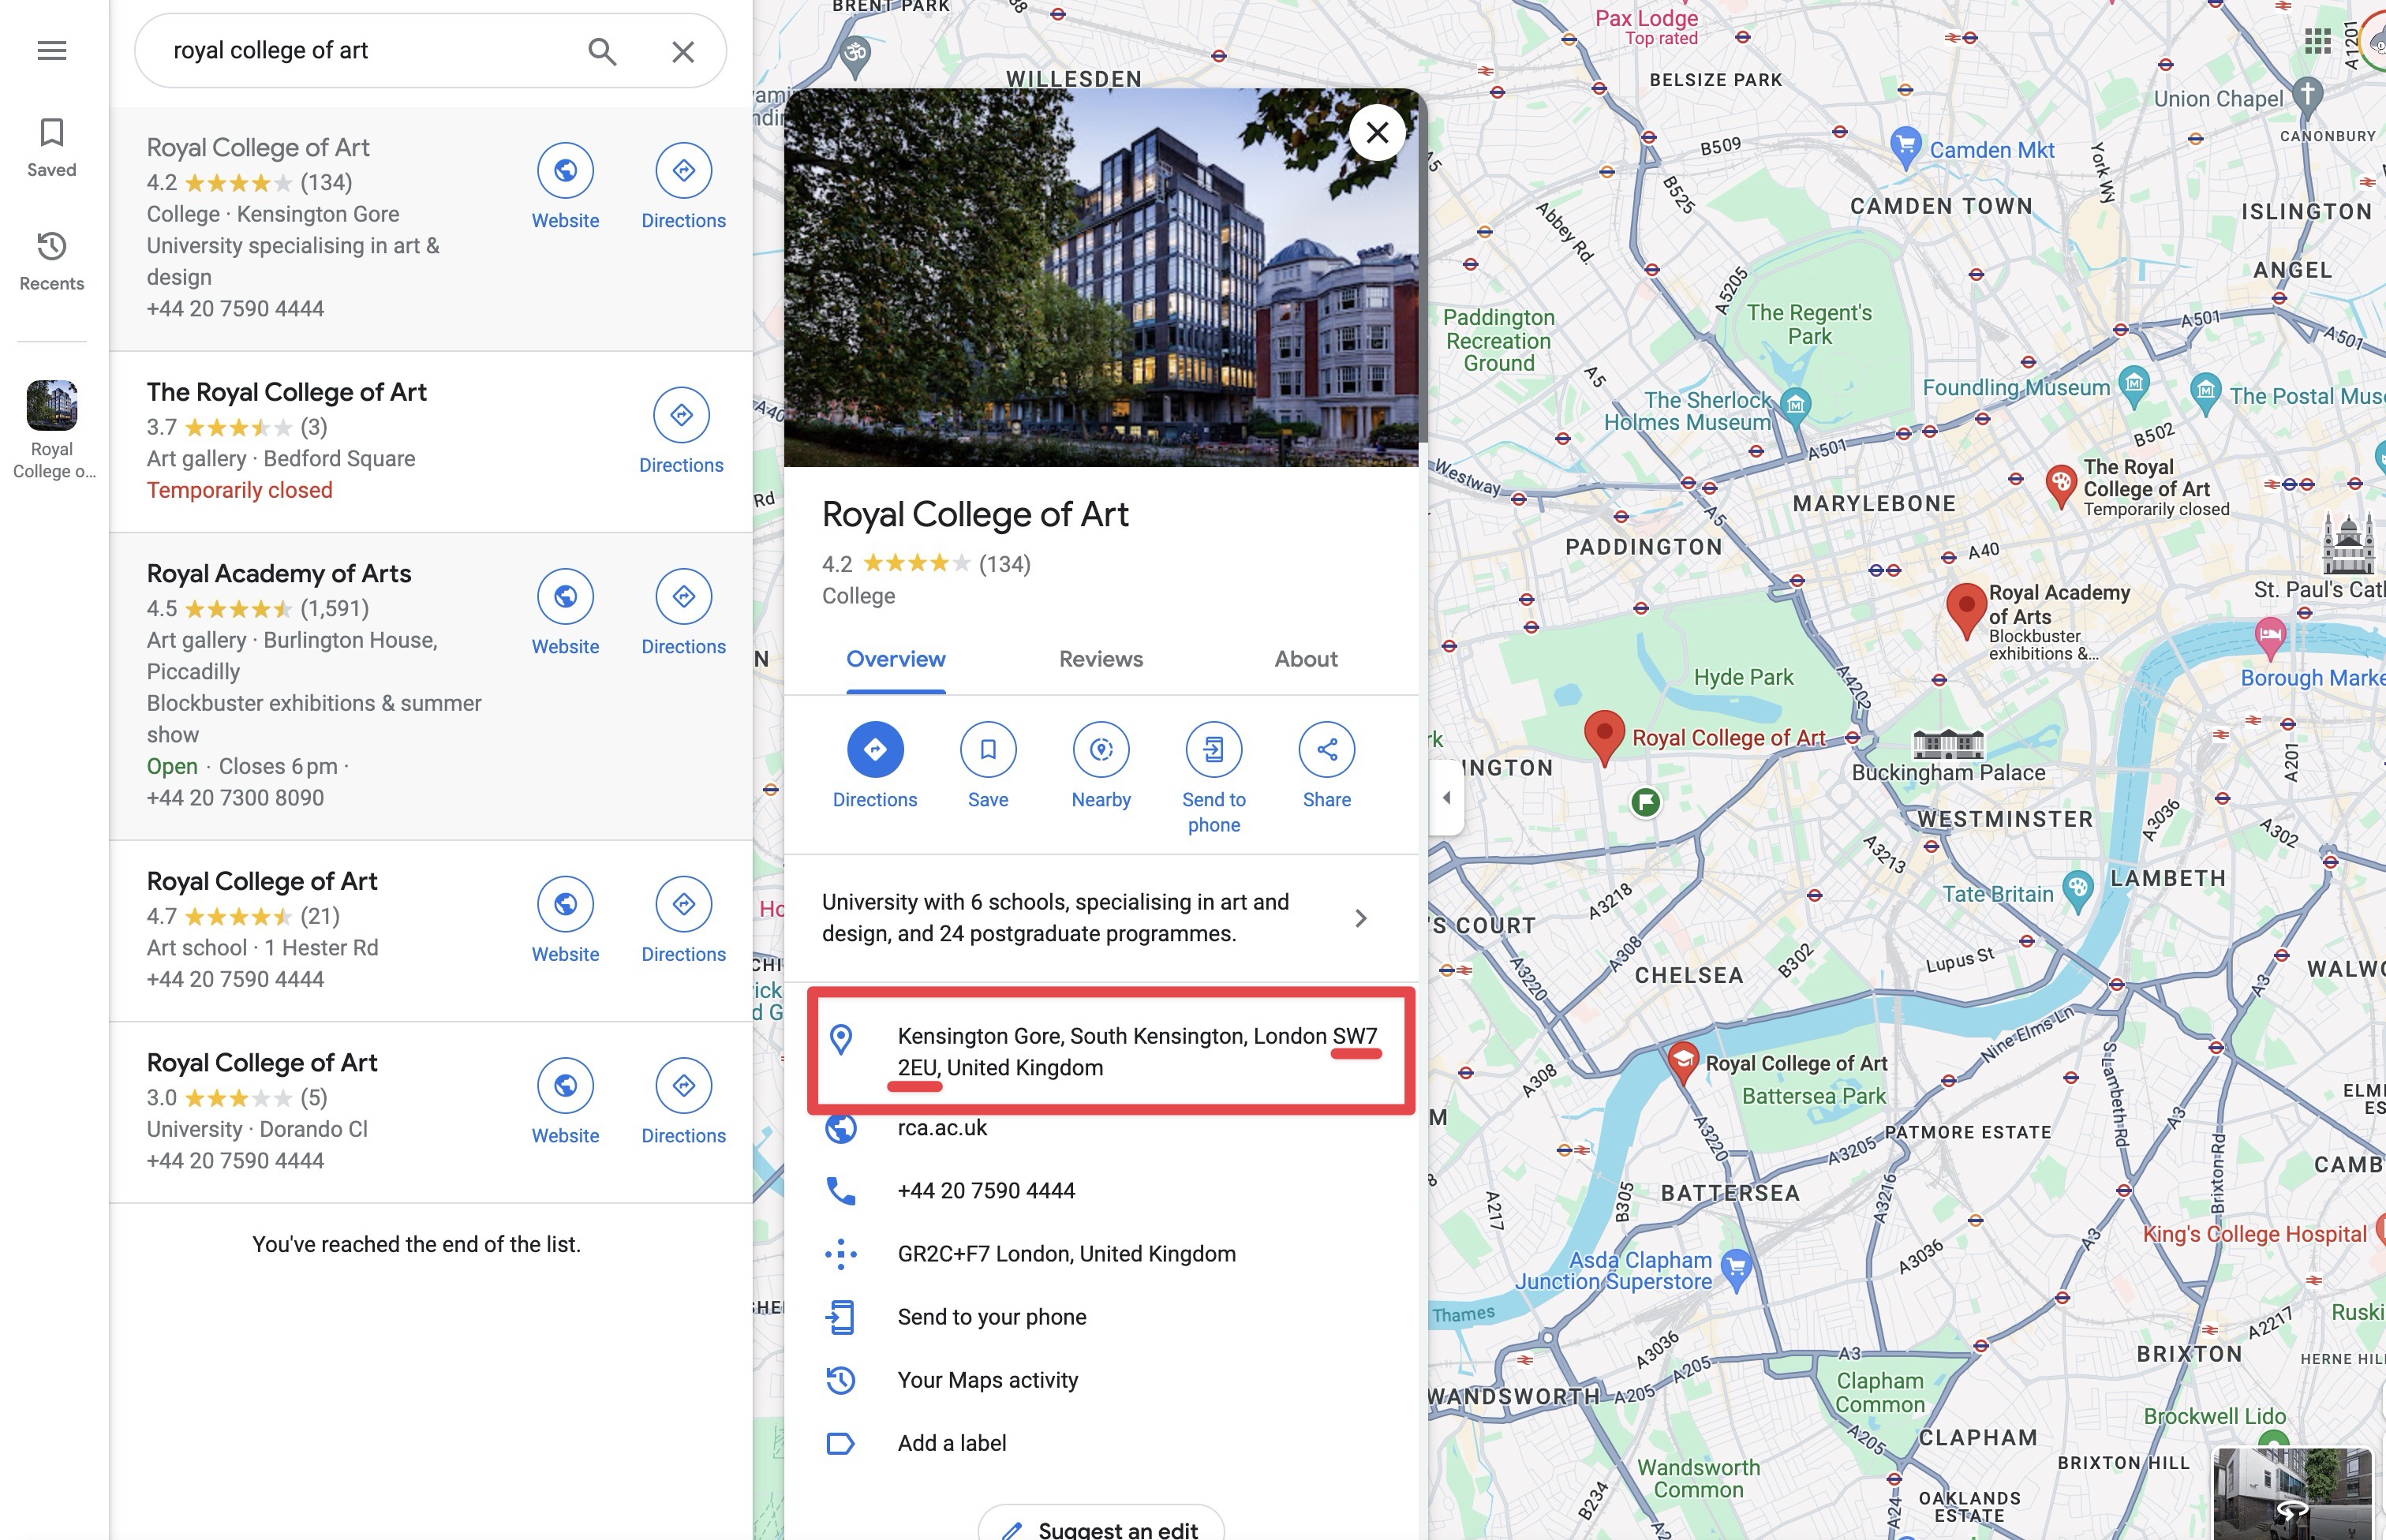 royal college of art
Saved
Recents
Royal
College o...
Royal College of Art
4.2 (134)
College · Kensington Gore
University specialising in art &
design
+44 20 7590 4444
Website
Directions
The Royal College of Art
3.7 (3)
Art gallery · Bedford Square
Temporarily closed
Directions
Royal Academy of Arts
4.5 (1,591)
Art gallery · Burlington House,
Piccadilly
Blockbuster exhibitions & summer
show
Open · Closes 6 pm ·
+44 20 7300 8090
Website
Directions
Royal College of Art
4.7 (21)
Art school · 1 Hester Rd
+44 20 7590 4444
Website
Directions
Royal College of Art
3.0 (5)
University · Dorando Cl
+44 20 7590 4444
Website
Directions
You've reached the end of the list.
Royal College of Art
4.2 (134)
College
Overview
Reviews
About
Directions
Save
Nearby
Send to
phone
Share
University with 6 schools, specialising in art and
design, and 24 postgraduate programmes.
Kensington Gore, South Kensington, London SW7
2EU, United Kingdom
rca.ac.uk
+44 20 7590 4444
GR2C+F7 London, United Kingdom
Send to your phone
Your Maps activity
Add a label
Suggest an edit
BRENT PARK
WILLESDEN
Pax Lodge
Top rated
BELSIZE PARK
A1201
Union Chapel
CANONBURY
B509
Camden Mkt
York Wy
B525
CAMDEN TOWN
ISLINGTON
Abbey Rd.
ANGEL
A5205
The Regent's
Park
A501
A501
Paddington
Recreation
Ground
A5
Foundling Museum
The Postal Muse
The Sherlock
Holmes Museum
B502
A501
A40
Westway
The Royal
College of Art
Temporarily closed
MARYLEBONE
Rd
A5
PADDINGTON
A40
St. Paul's Cat
Royal Academy
of Arts
Blockbuster
exhibitions &...
Hyde Park
A4202
Borough Marke
Royal College of Art
INGTON
Buckingham Palace
A201
WESTMINSTER
A3036
A302
A3213
Tate Britain
LAMBETH
A3218
'S COURT
A308
B302
Lupus St
CHELSEA
A3220
WALWO
A3
Nine Elms Ln
S Lambeth Rd
Royal College of Art
Battersea Park
A308
PATMORE ESTATE
A3
A3220
A3205
Brixton Rd
CAMB
BATTERSEA
B305
A217
A3216
King's College Hospital
A3
A3036
Asda Clapham
Junction Superstore
Thames
A3036
A205
A3
BRIXTON
A2217
HERNE HIL
WANDSWORTH
A205
Clapham
Common
Brockwell Lido
A205
CLAPHAM
BRIXTON HILL
Wandsworth
Common
B234
A24
OAKLANDS
ESTATE